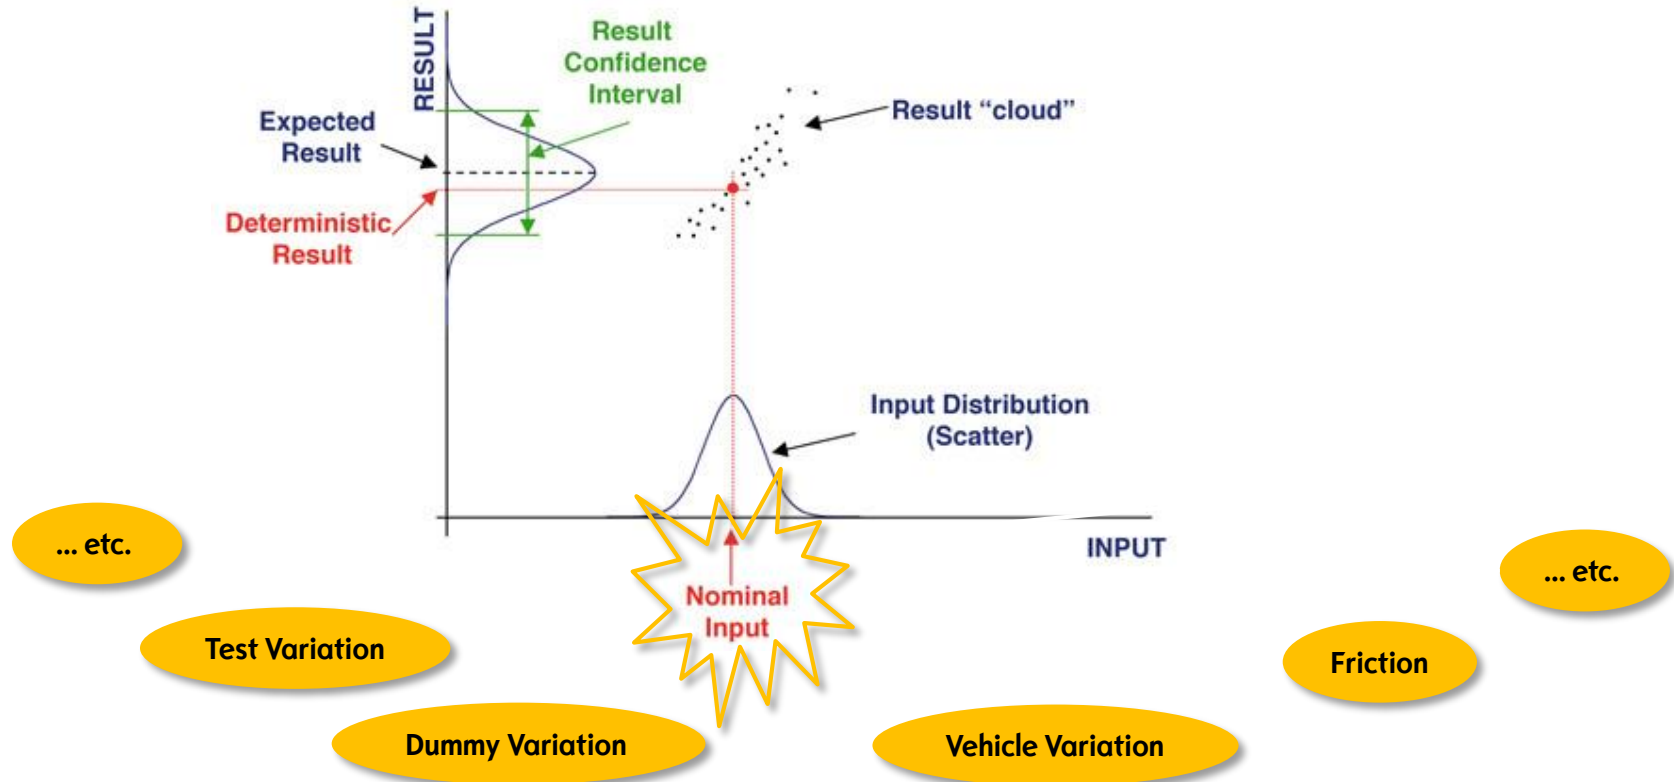 RESULT
Result
Confidence
Interval
Expected
Result
Deterministic
Result
Result “cloud”
Input Distribution
(Scatter)
INPUT
Nominal
Input
... etc.
Test Variation
Dummy Variation
Vehicle Variation
Friction
... etc.